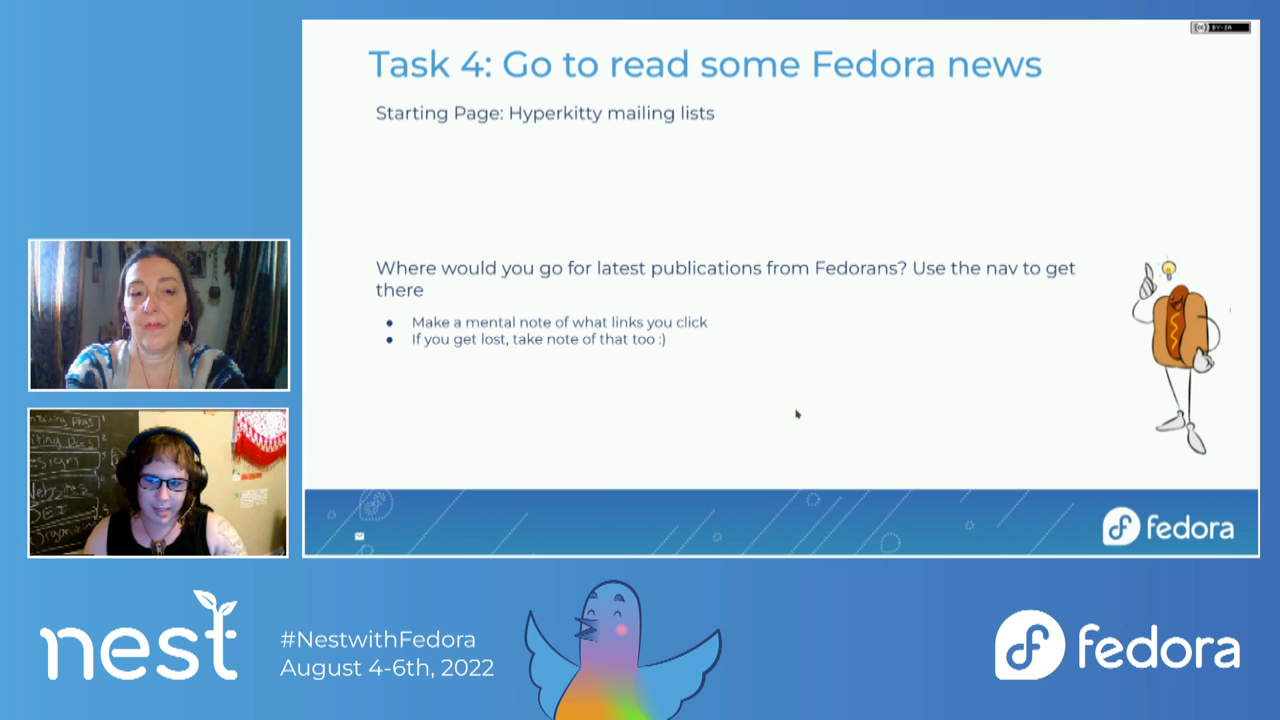 BY-SA
Task 4: Go to read some Fedora news
Starting Page: Hyperkitty mailing lists
Where would you go for latest publications from Fedorans? Use the nav to get
there
● Make a mental note of what links you click
● If you get lost, take note of that too :)
fedora
nest
#NestwithFedora
August 4-6th, 2022
fedora